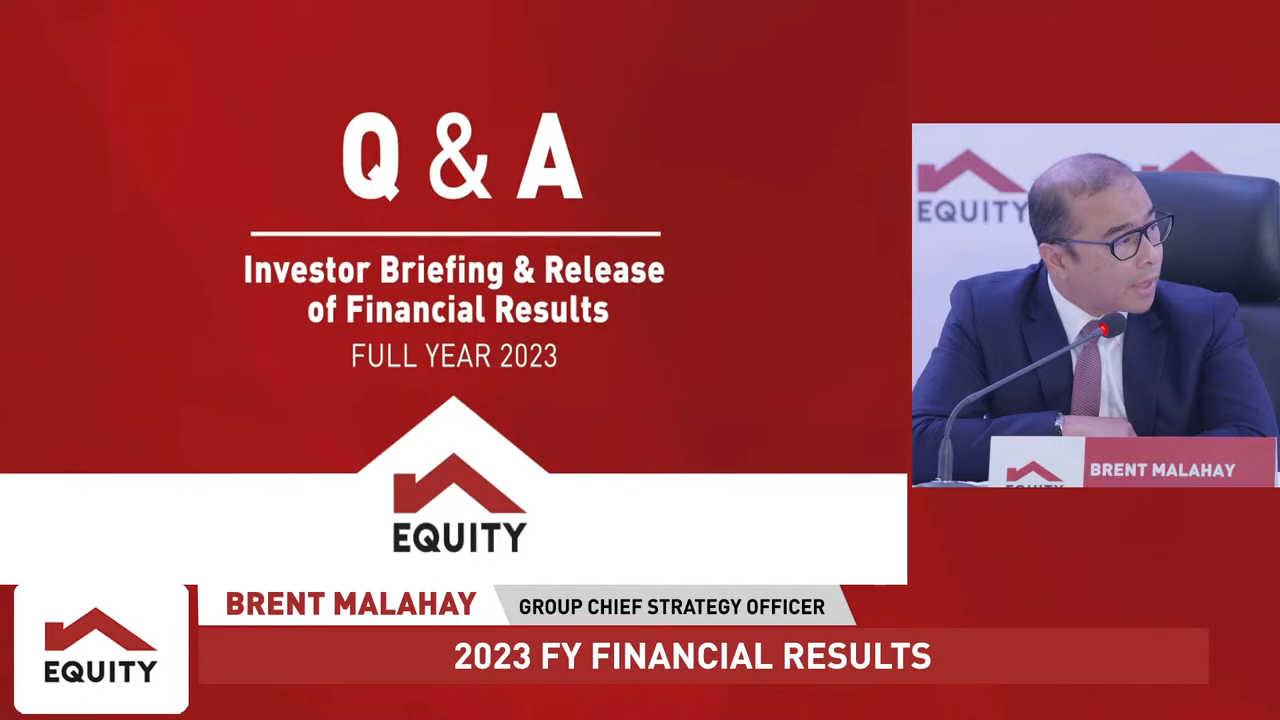 Q & A
Investor Briefing & Release
of Financial Results
FULL YEAR 2023
EQUITY
EQUITY
BRENT MALAHAY
EQUITY
BRENT MALAHAY
GROUP CHIEF STRATEGY OFFICER
2023 FY FINANCIAL RESULTS
EQUITY